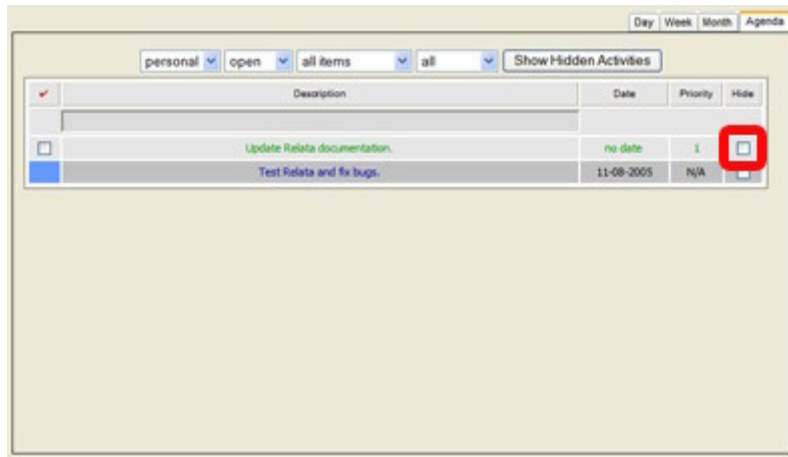 Day Week Month Agenda
personal open all items all Show Hidden Activities
Description Date Priority Hide
Update Relata documentation. no date 1
Test Relata and fix bugs. 11-08-2005 N/A